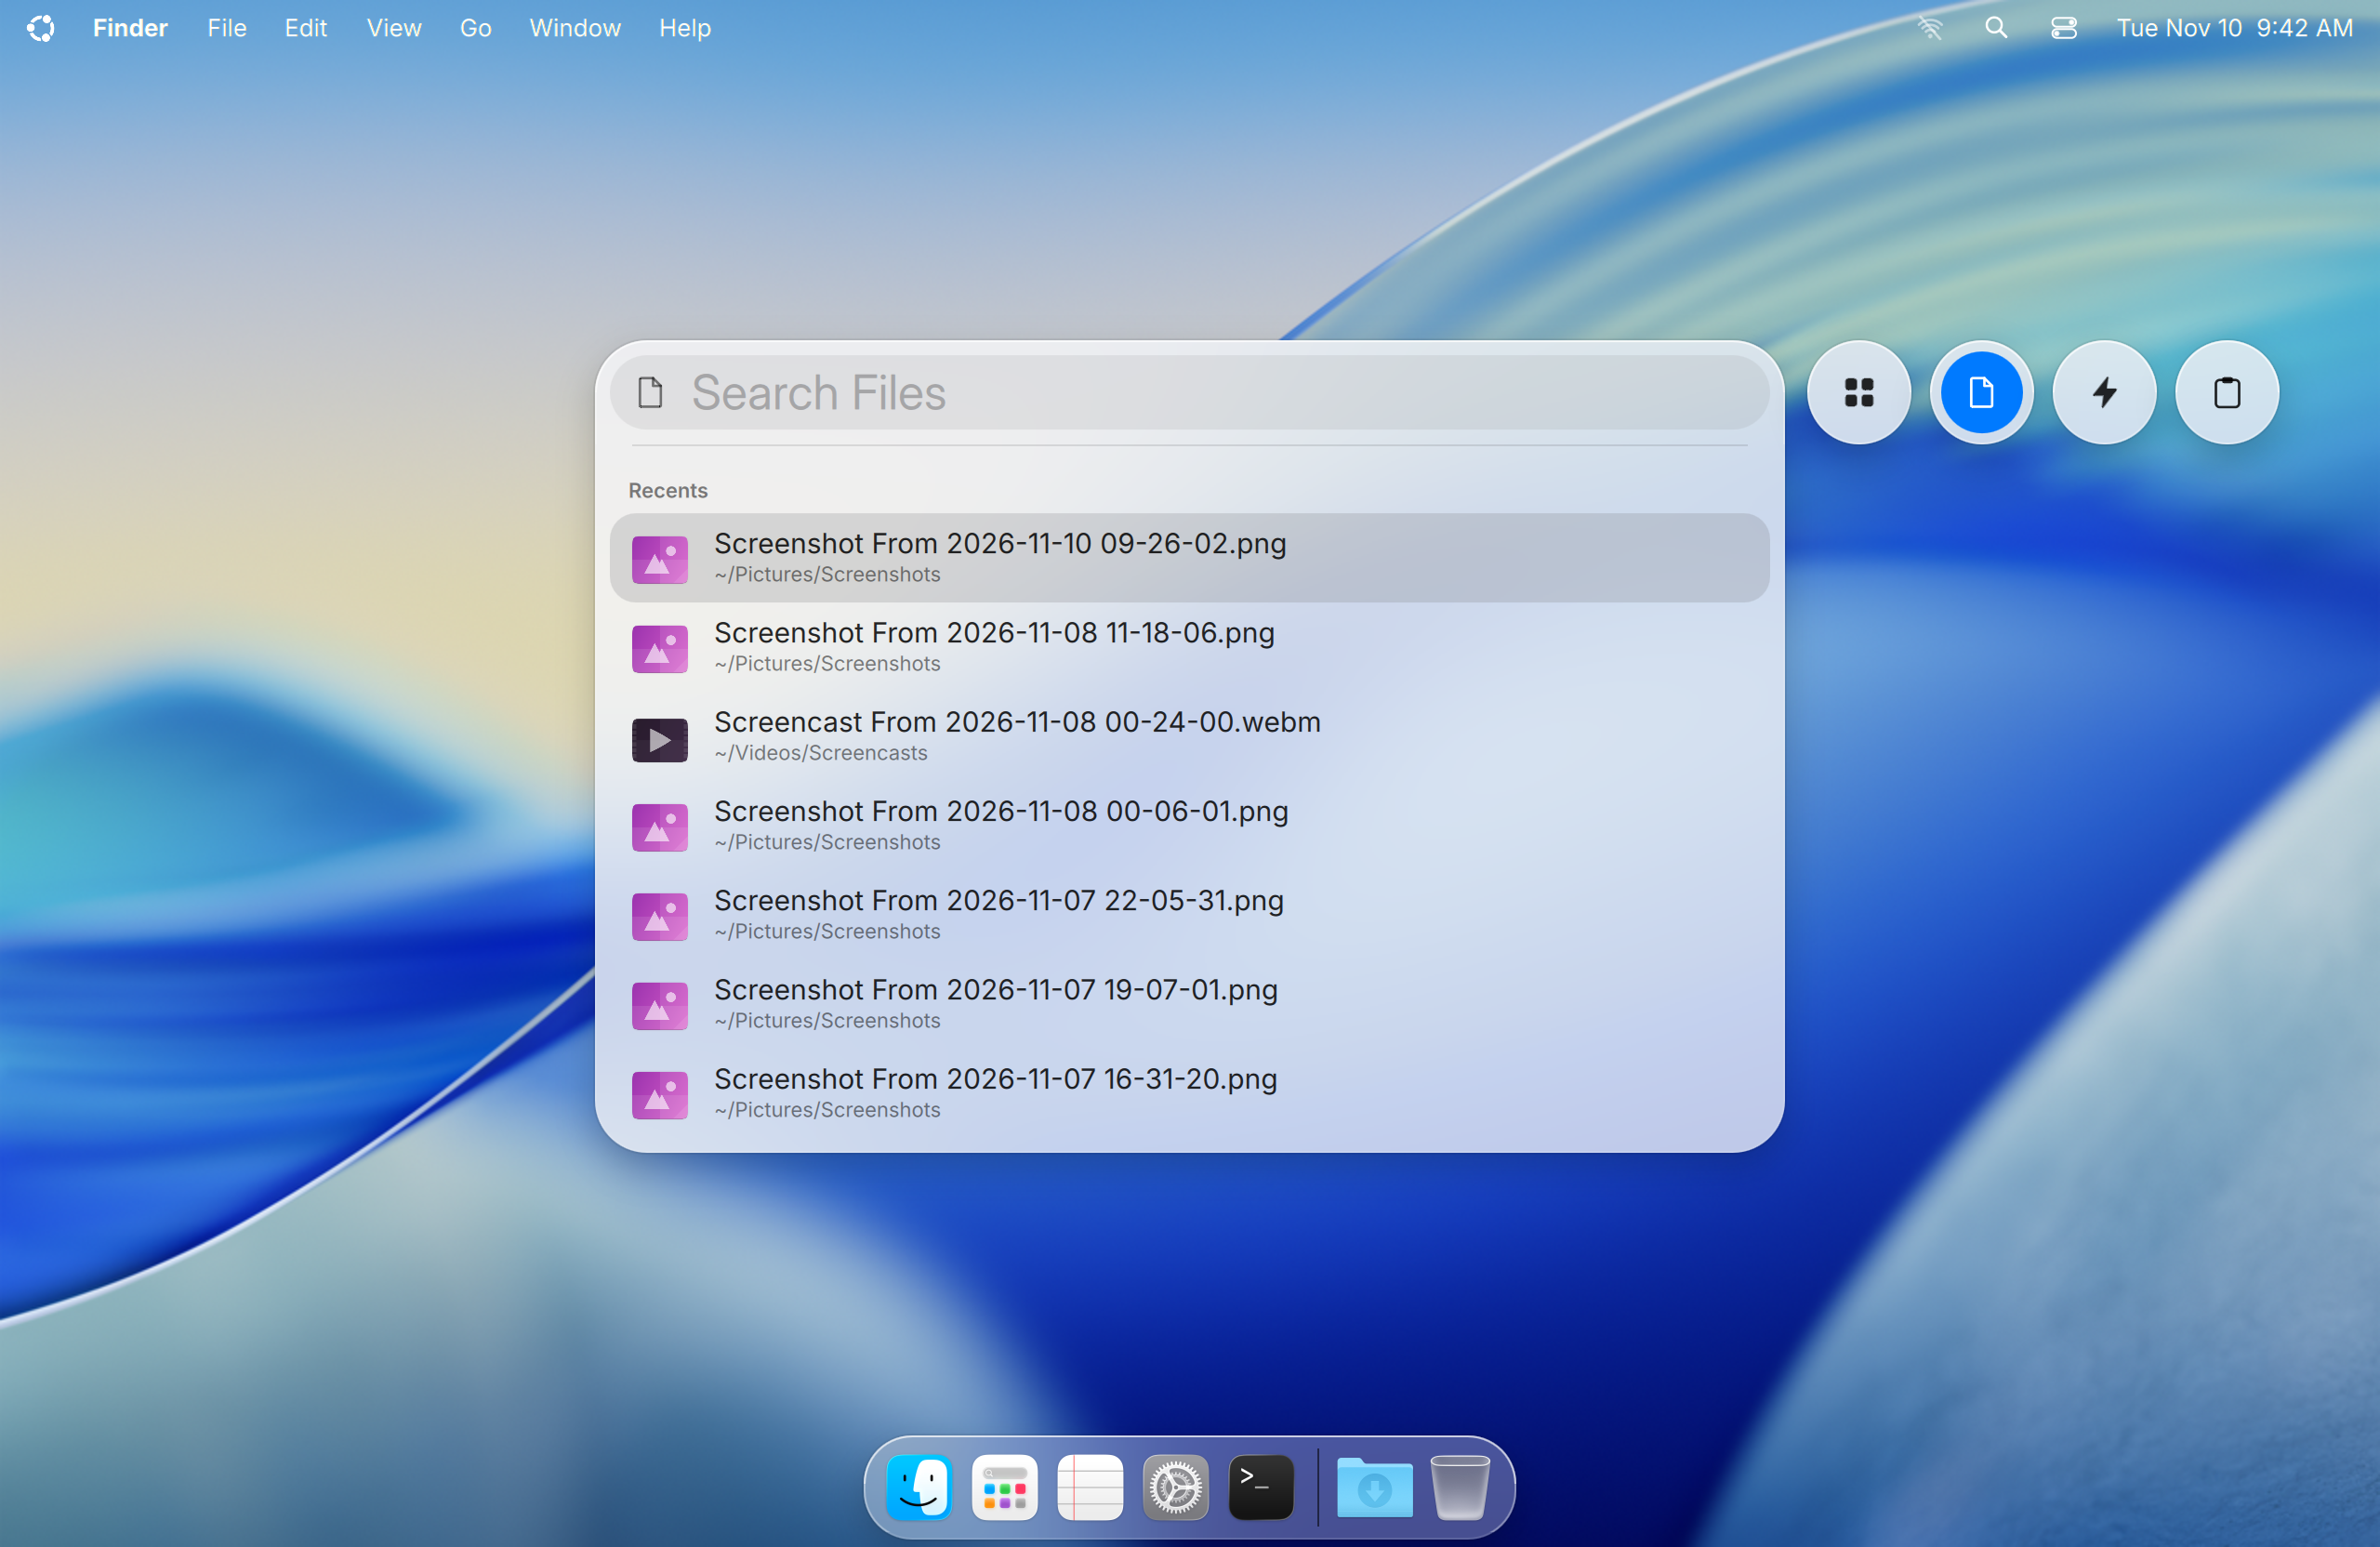 Finder File Edit View Go Window Help Tue Nov 10 9:42 AM
Search Files
Recents
Screenshot From 2026-11-10 09-26-02.png
~/Pictures/Screenshots
Screenshot From 2026-11-08 11-18-06.png
~/Pictures/Screenshots
Screencast From 2026-11-08 00-24-00.webm
~/Videos/Screencasts
Screenshot From 2026-11-08 00-06-01.png
~/Pictures/Screenshots
Screenshot From 2026-11-07 22-05-31.png
~/Pictures/Screenshots
Screenshot From 2026-11-07 19-07-01.png
~/Pictures/Screenshots
Screenshot From 2026-11-07 16-31-20.png
~/Pictures/Screenshots
>_